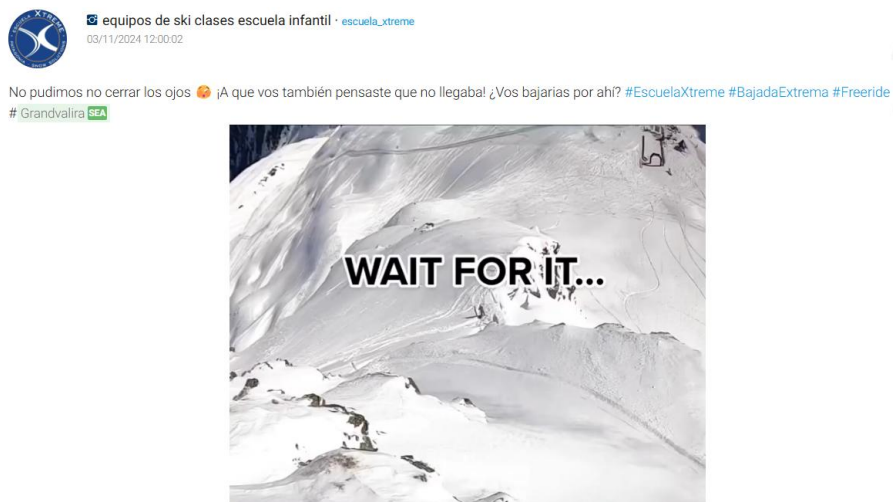 equipos de ski clases escuela infantil · escuela_xtreme
03/11/2024 12:00:02
No pudimos no cerrar los ojos 🫣 ¡A que vos también pensaste que no llegaba! ¿Vos bajarias por ahí? #EscuelaXtreme #BajadaExtrema #Freeride
# Grandvalira SEA
WAIT FOR IT...
ESCUELA XTREME